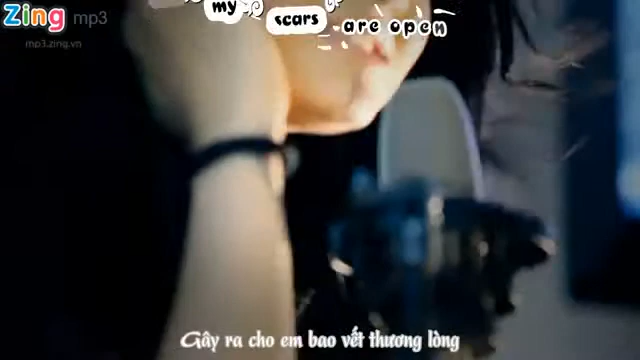 Zing mp3
mp3.zing.vn
my scars are open
Gây ra cho em bao vết thương lòng